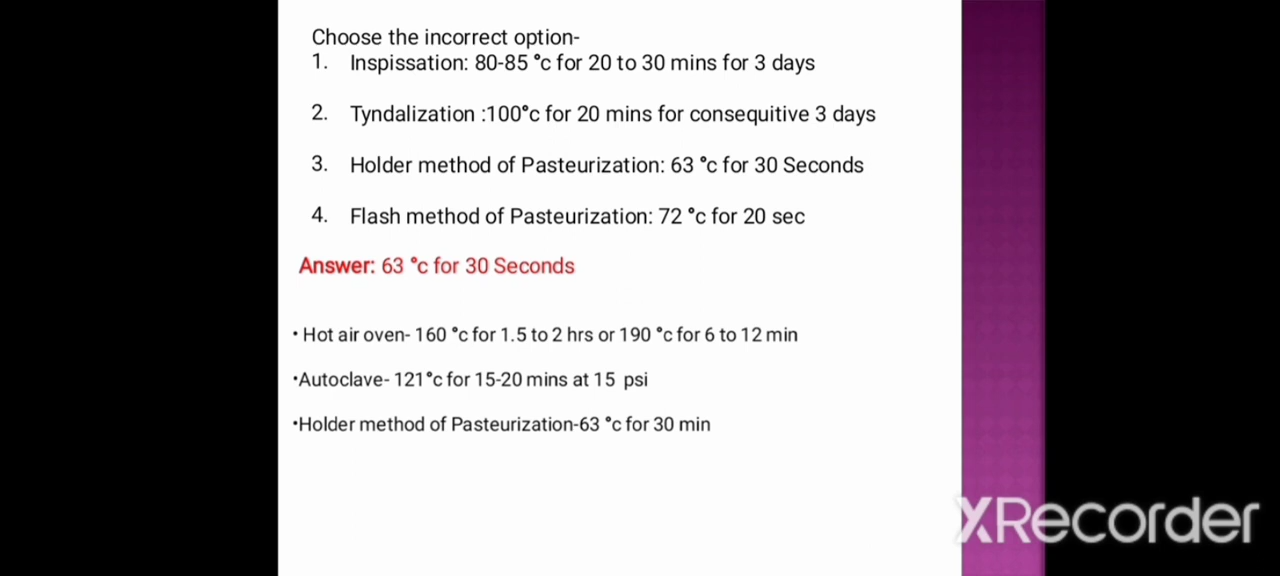 Choose the incorrect option-
1. Inspissation: 80-85 °c for 20 to 30 mins for 3 days
2. Tyndalization :100°c for 20 mins for consequitive 3 days
3. Holder method of Pasteurization: 63 °c for 30 Seconds
4. Flash method of Pasteurization: 72 °c for 20 sec
Answer: 63 °c for 30 Seconds
• Hot air oven- 160 °c for 1.5 to 2 hrs or 190 °c for 6 to 12 min
•Autoclave- 121°c for 15-20 mins at 15 psi
•Holder method of Pasteurization-63 °c for 30 min
XRecorder